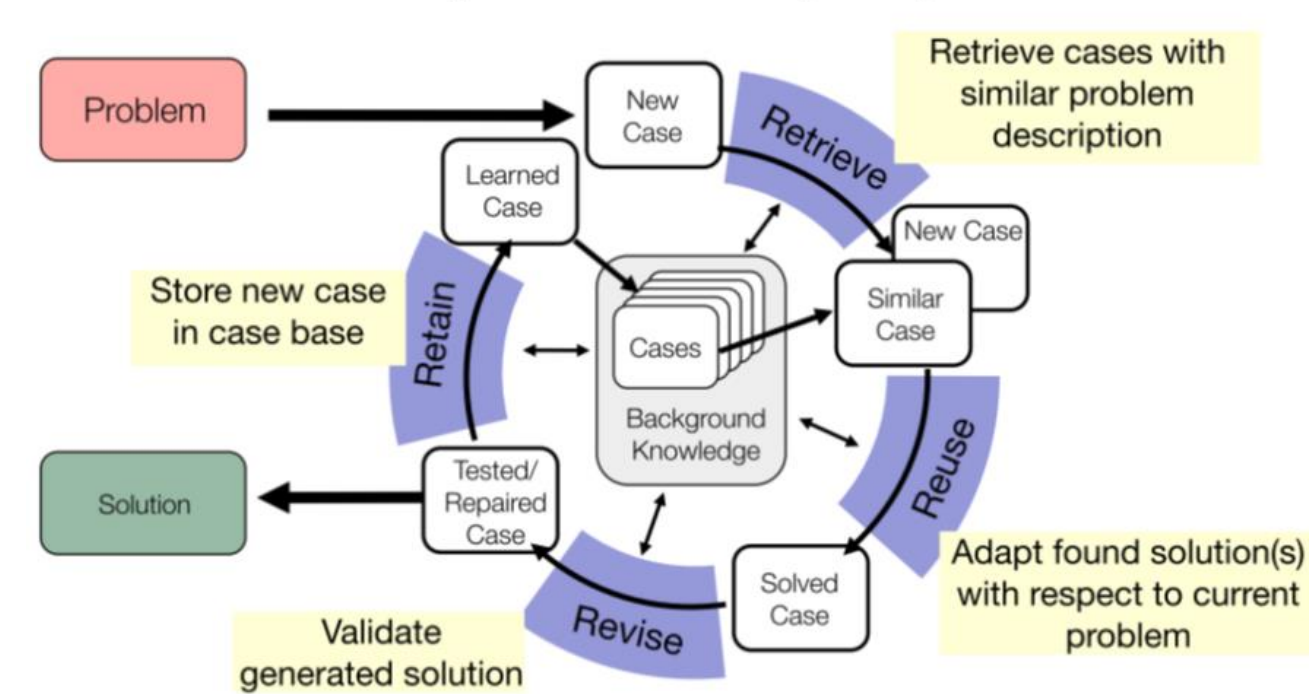 Problem
New
Case
Retrieve
Retrieve cases with
similar problem
description
Learned
Case
New Case
Similar
Case
Store new case
in case base
Retain
Cases
Background
Knowledge
Reuse
Adapt found solution(s)
with respect to current
problem
Tested/
Repaired
Case
Solution
Solved
Case
Revise
Validate
generated solution